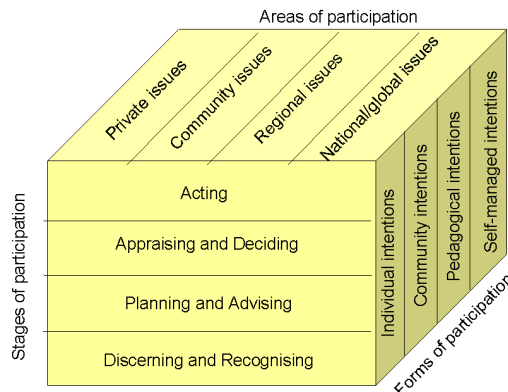 Areas of participation
Private issues
Community issues
Regional issues
National/global issues
Stages of participation
Acting
Appraising and Deciding
Planning and Advising
Discerning and Recognising
Individual intentions
Community intentions
Pedagogical intentions
Self-managed intentions
Forms of participation